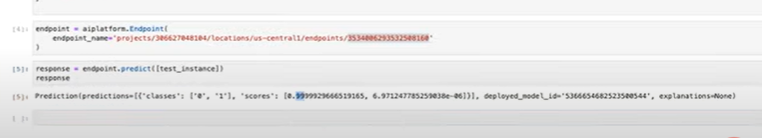 [4]: endpoint = aiplatform.Endpoint(
endpoint_name='projects/306627048104/locations/us-central1/endpoints/3534006293532508160'
)
[5]: response = endpoint.predict([test_instance])
response
[5]: Prediction(predictions=[{'classes': ['0', '1'], 'scores': [0.9999929666519165, 6.971247785259038e-06]}], deployed_model_id='5366654682523500544', explanations=None)
[ ]: